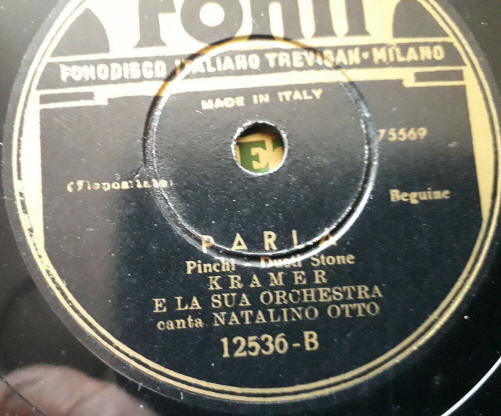 Fonit
FONODISCO ITALIANO TREVISAN·MILANO
MADE IN ITALY
75569
E
Beguine
PARLA
Pinchi - Dusti Stone
KRAMER
E LA SUA ORCHESTRA
canta NATALINO OTTO
12536-B